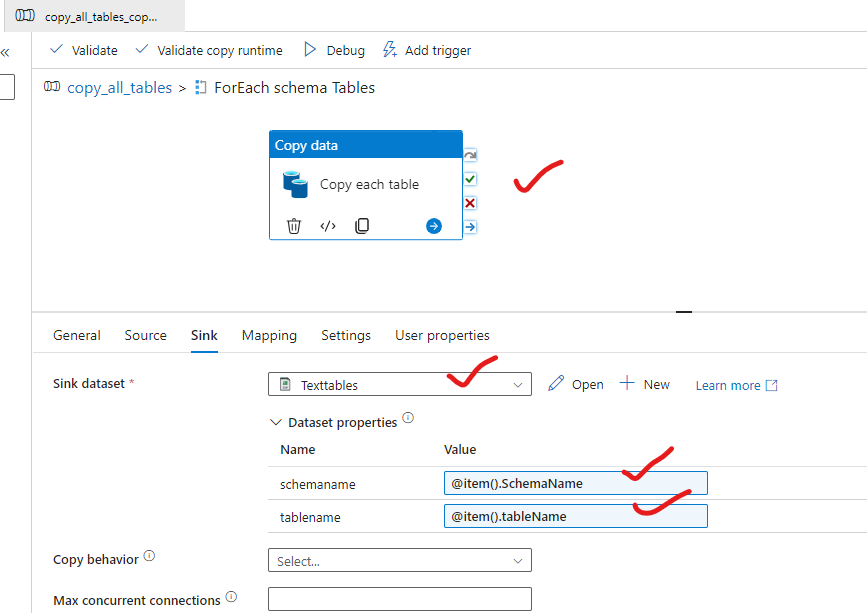 copy_all_tables_cop...
«
Validate Validate copy runtime Debug Add trigger
copy_all_tables > ForEach schema Tables
Copy data
Copy each table
General Source Sink Mapping Settings User properties
Sink dataset * Texttables Open New Learn more
Dataset properties
Name Value
schemaname @item().SchemaName
tablename @item().tableName
Copy behavior Select...
Max concurrent connections